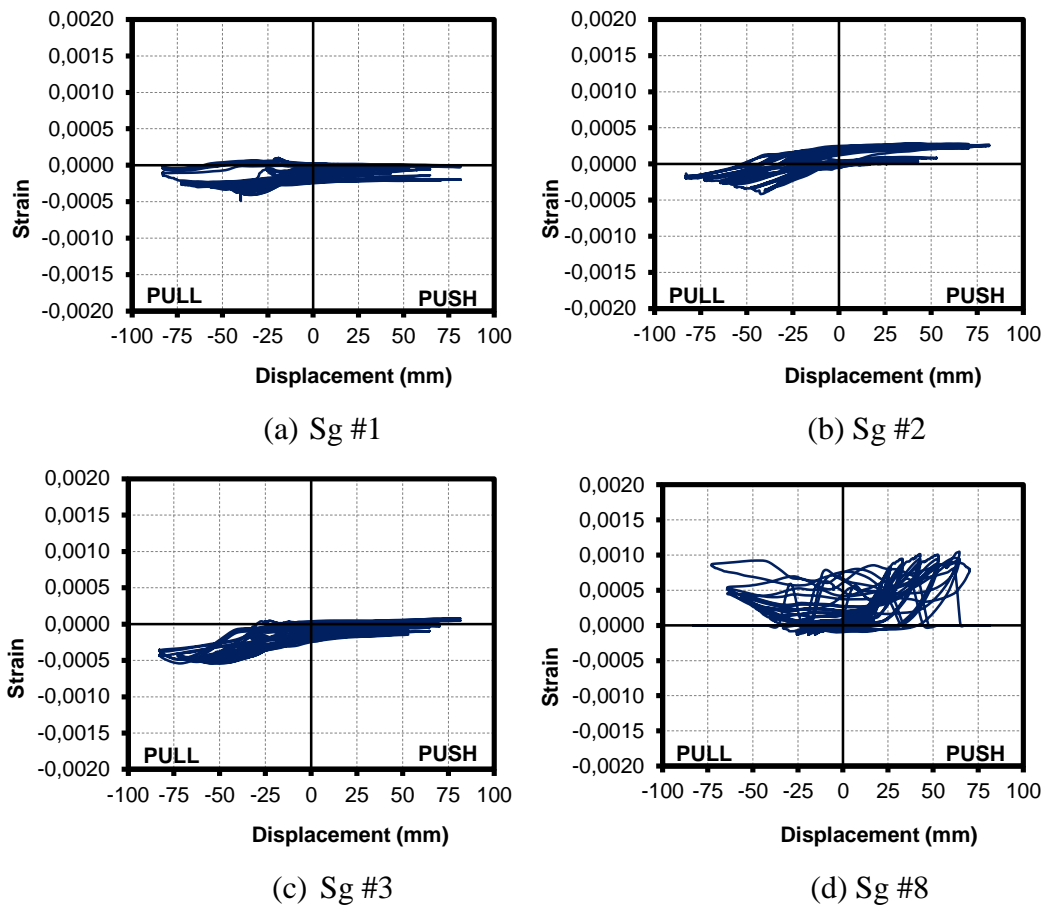 0,0020
0,0015
0,0010
0,0005
0,0000
-0,0005
-0,0010
-0,0015
-0,0020
Strain
PULL PUSH
-100 -75 -50 -25 0 25 50 75 100
Displacement (mm)
(a) Sg #1
0,0020
0,0015
0,0010
0,0005
0,0000
-0,0005
-0,0010
-0,0015
-0,0020
Strain
PULL PUSH
-100 -75 -50 -25 0 25 50 75 100
Displacement (mm)
(b) Sg #2
0,0020
0,0015
0,0010
0,0005
0,0000
-0,0005
-0,0010
-0,0015
-0,0020
Strain
PULL PUSH
-100 -75 -50 -25 0 25 50 75 100
Displacement (mm)
(c) Sg #3
0,0020
0,0015
0,0010
0,0005
0,0000
-0,0005
-0,0010
-0,0015
-0,0020
Strain
PULL PUSH
-100 -75 -50 -25 0 25 50 75 100
Displacement (mm)
(d) Sg #8